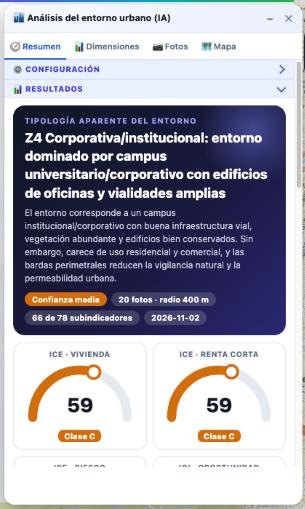 Análisis del entorno urbano (IA)
Resumen
Dimensiones
Fotos
Mapa
CONFIGURACIÓN
RESULTADOS
TIPOLOGÍA APARENTE DEL ENTORNO
Z4 Corporativa/institucional: entorno
dominado por campus
universitario/corporativo con edificios
de oficinas y vialidades amplias
El entorno corresponde a un campus
institucional/corporativo con buena infraestructura vial,
vegetación abundante y edificios bien conservados. Sin
embargo, carece de uso residencial y comercial, y las
bardas perimetrales reducen la vigilancia natural y la
permeabilidad urbana.
Confianza media
20 fotos · radio 400 m
66 de 78 subindicadores
2026-11-02
ICE · VIVIENDA
ICE · RENTA CORTA
59
59
Clase C
Clase C